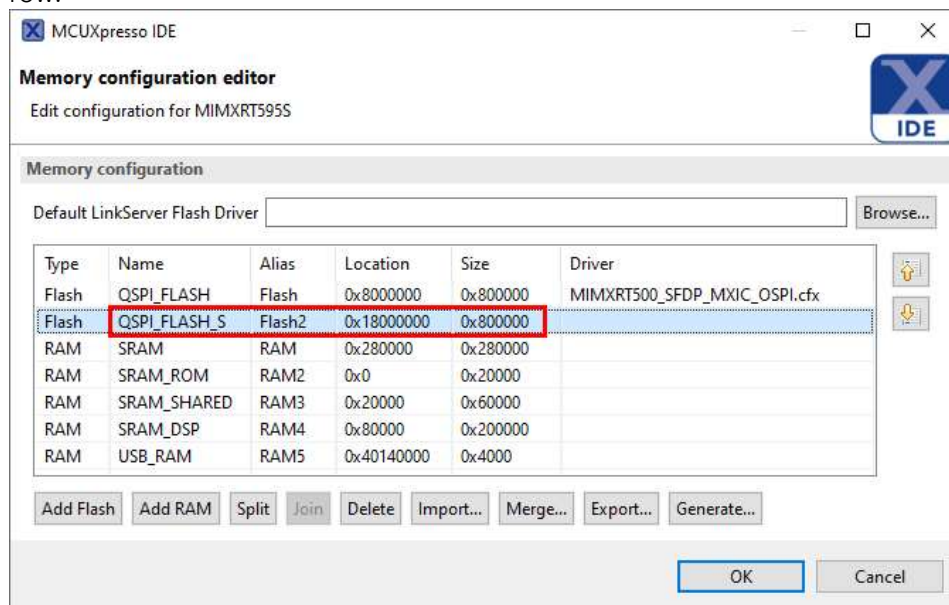 MCUXpresso IDE
Memory configuration editor
Edit configuration for MIMXRT595S
IDE
Memory configuration
Default LinkServer Flash Driver Browse...
Type Name Alias Location Size Driver
Flash QSPI_FLASH Flash 0x8000000 0x800000 MIMXRT500_SFDP_MXIC_OSPI.cfx
Flash QSPI_FLASH_S Flash2 0x18000000 0x800000
RAM SRAM RAM 0x280000 0x280000
RAM SRAM_ROM RAM2 0x0 0x20000
RAM SRAM_SHARED RAM3 0x20000 0x60000
RAM SRAM_DSP RAM4 0x80000 0x200000
RAM USB_RAM RAM5 0x40140000 0x4000
Add Flash Add RAM Split Join Delete Import... Merge... Export... Generate...
OK Cancel